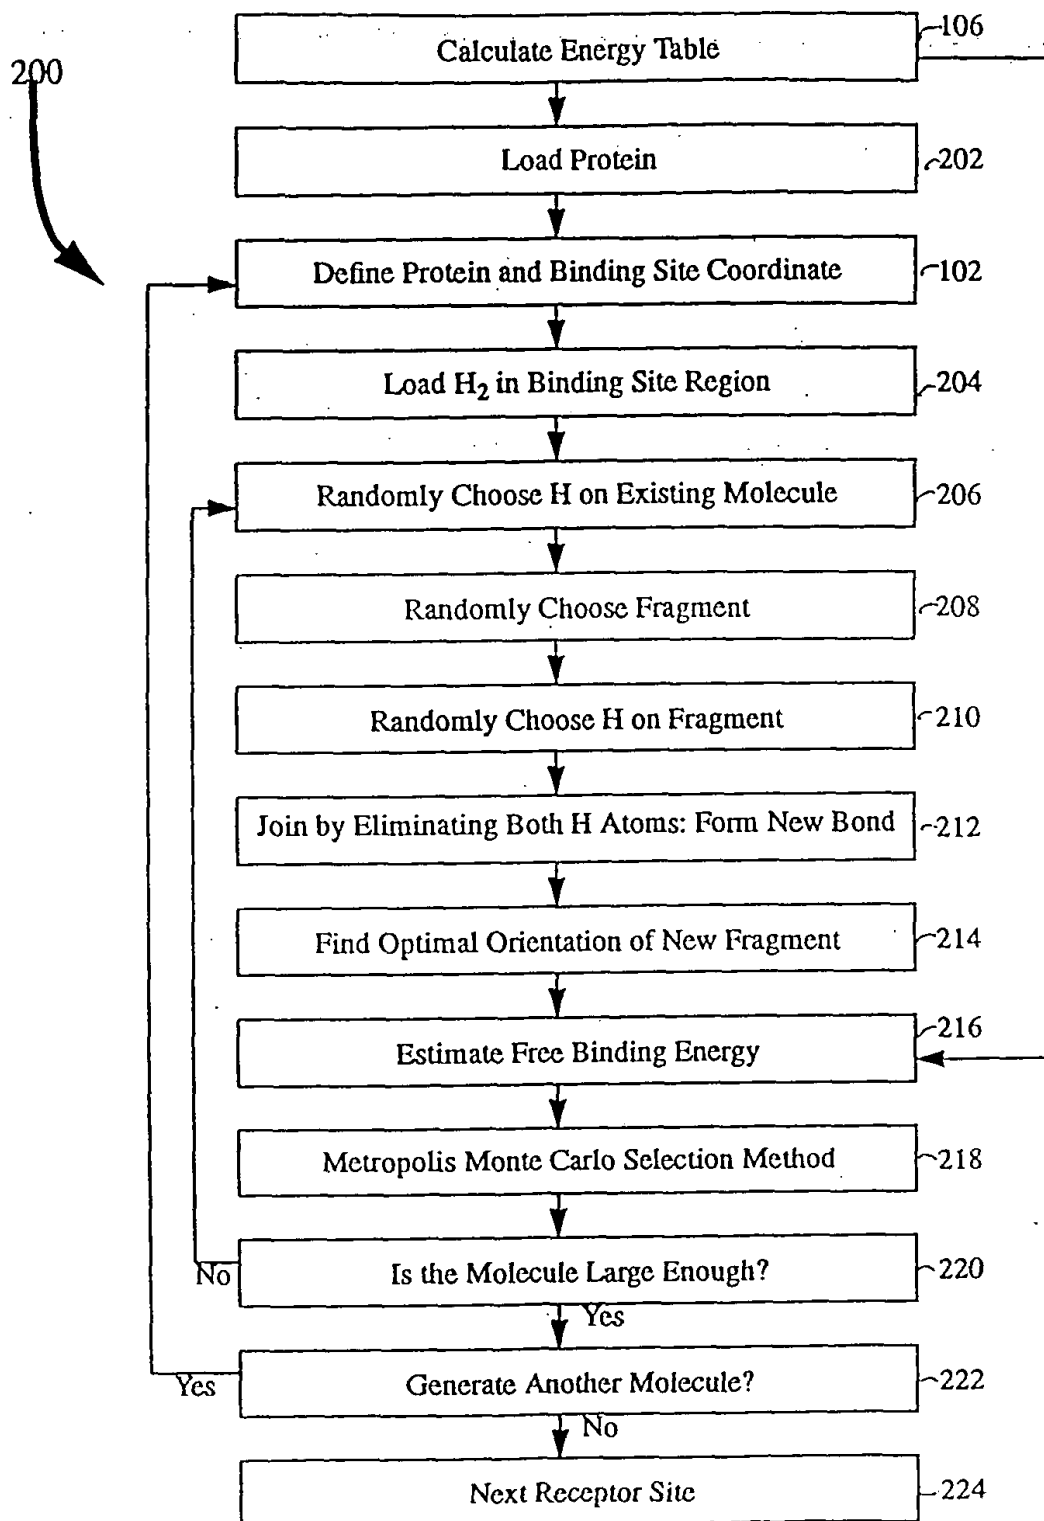 106
Calculate Energy Table
200
Load Protein
202
Define Protein and Binding Site Coordinate
102
Load H2 in Binding Site Region
204
Randomly Choose H on Existing Molecule
206
Randomly Choose Fragment
208
Randomly Choose H on Fragment
210
Join by Eliminating Both H Atoms: Form New Bond
212
Find Optimal Orientation of New Fragment
214
216
Estimate Free Binding Energy
Metropolis Monte Carlo Selection Method
218
Is the Molecule Large Enough?
220
No
Yes
Generate Another Molecule?
222
Yes
No
Next Receptor Site
224